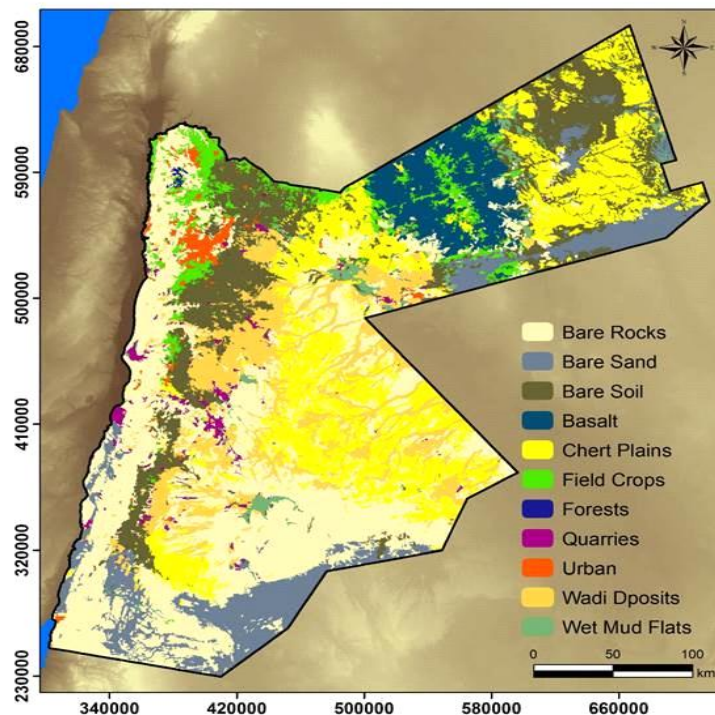 680000
590000
500000
410000
320000
230000
Bare Rocks
Bare Sand
Bare Soil
Basalt
Chert Plains
Field Crops
Forests
Quarries
Urban
Wadi Dposits
Wet Mud Flats
0 50 100
km
340000 420000 500000 580000 660000